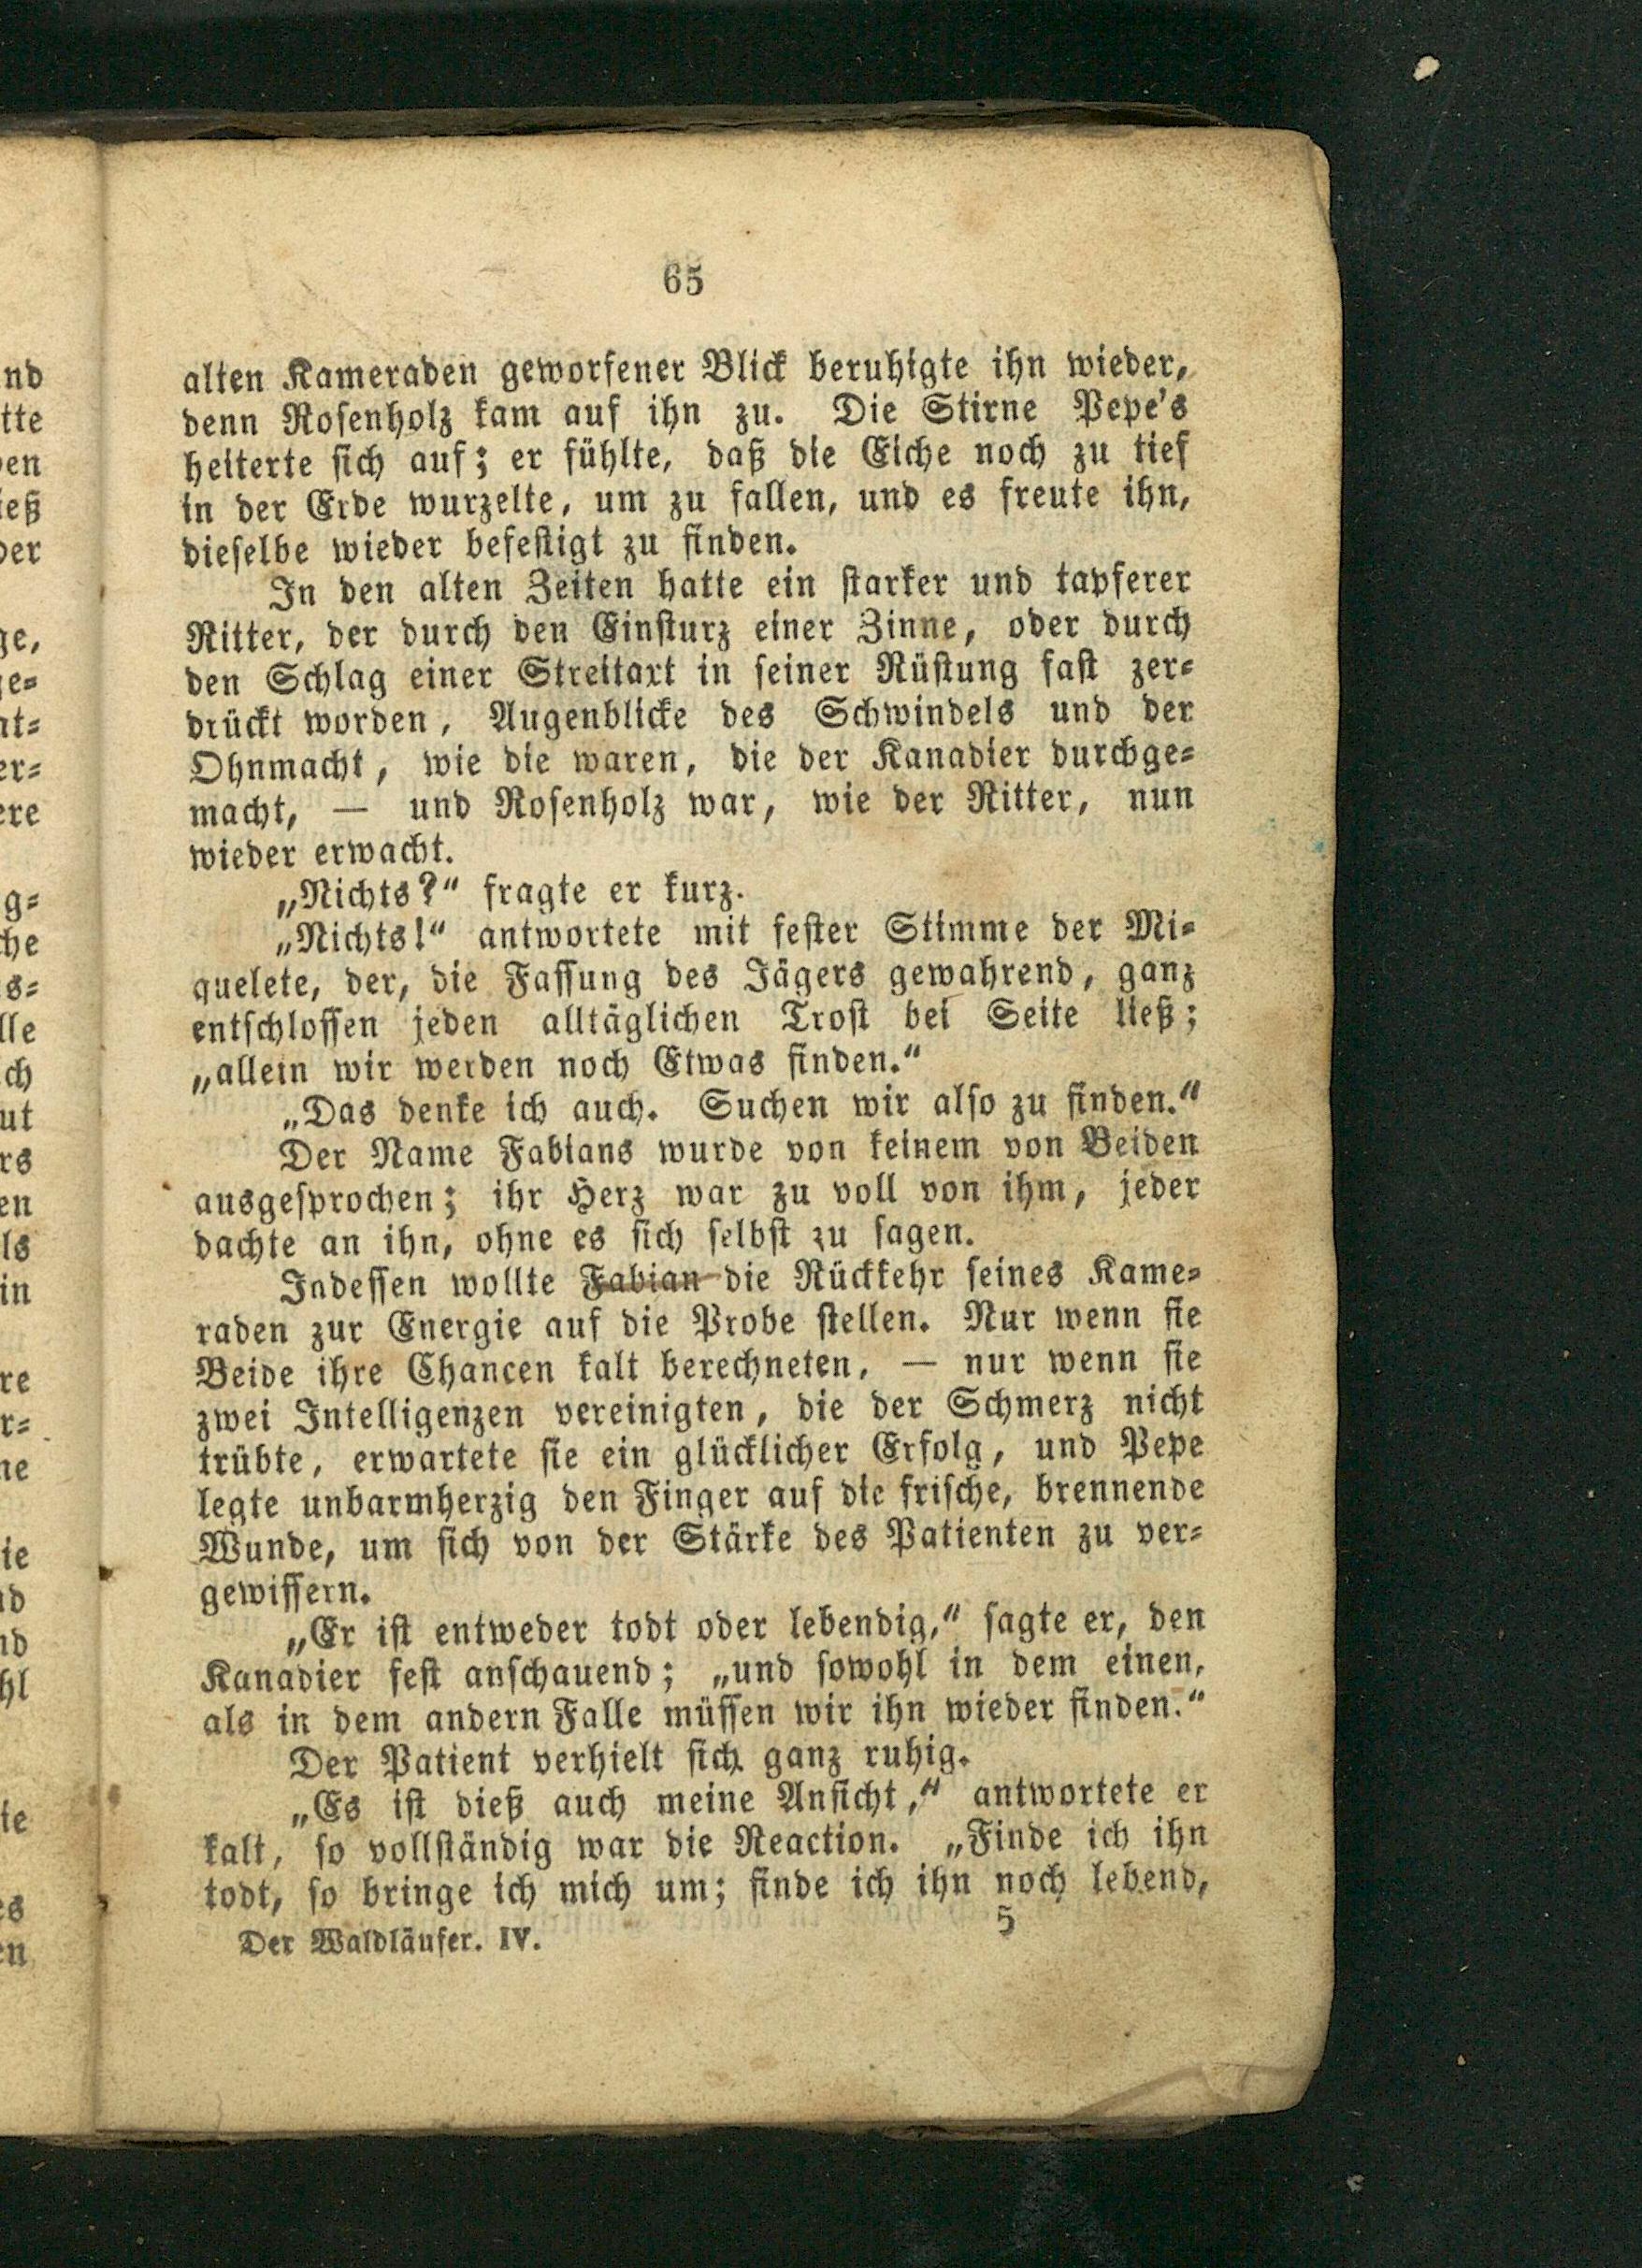 65
alten Kameraden geworfener Blick beruhigte ihn wieder,
denn Rosenholz kam auf ihn zu. Die Stirne Pepe's
heiterte sich auf; er fühlte, daß die Eiche noch zu tief
in der Erde wurzelte, um zu fallen, und es freute ihn,
dieselbe wieder befestigt zu finden.
In den alten Zeiten hatte ein starker und tapferer
Ritter, der durch den Einsturz einer Zinne, oder durch
den Schlag einer Streitaxt in seiner Rüstung fast zer-
drückt worden, Augenblicke des Schwindels und der
Ohnmacht, wie die waren, die der Kanadier durchge-
macht, — und Rosenholz war, wie der Ritter, nun
wieder erwacht.
„Nichts?“ fragte er kurz.
„Nichts!“ antwortete mit fester Stimme der Mi-
quelete, der, die Fassung des Jägers gewahrend, ganz
entschlossen jeden alltäglichen Trost bei Seite ließ;
„allein wir werden noch Etwas finden.“
„Das denke ich auch. Suchen wir also zu finden.“
Der Name Fabians wurde von keinem von Beiden
ausgesprochen; ihr Herz war zu voll von ihm, jeder
dachte an ihn, ohne es sich selbst zu sagen.
Indessen wollte Fabian die Rückkehr seines Kame-
raden zur Energie auf die Probe stellen. Nur wenn sie
Beide ihre Chancen kalt berechneten, — nur wenn sie
zwei Intelligenzen vereinigten, die der Schmerz nicht
trübte, erwartete sie ein glücklicher Erfolg, und Pepe
legte unbarmherzig den Finger auf die frische, brennende
Wunde, um sich von der Stärke des Patienten zu ver-
gewissern.
„Er ist entweder todt oder lebendig,“ sagte er, den
Kanadier fest anschauend; „und sowohl in dem einen,
als in dem andern Falle müssen wir ihn wieder finden.“
Der Patient verhielt sich ganz ruhig.
„Es ist dieß auch meine Ansicht,“ antwortete er
kalt, so vollständig war die Reaction. „Finde ich ihn
todt, so bringe ich mich um; finde ich ihn noch lebend,
Der Waldläufer. IV. 5